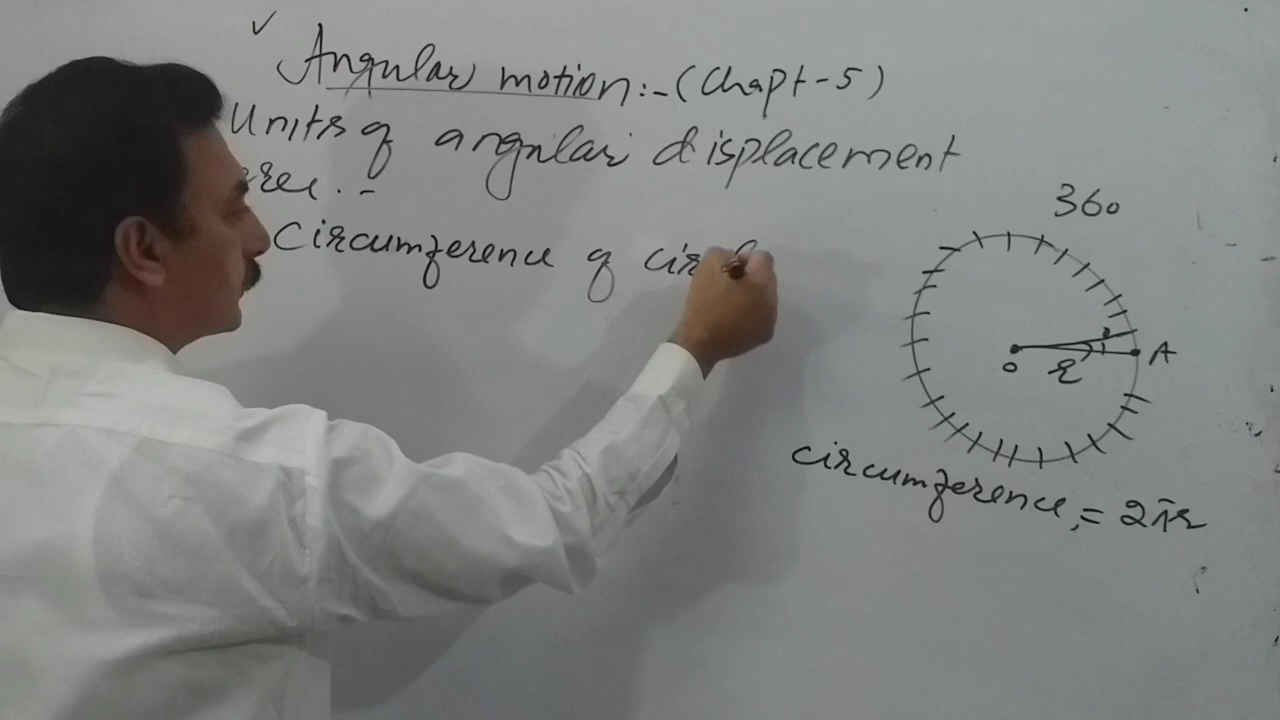 ✓
Angular motion:-(Chapt-5)
Units of angular displacement
:-
Circumference of cir
360
A
o
r
circumference, = 2πr